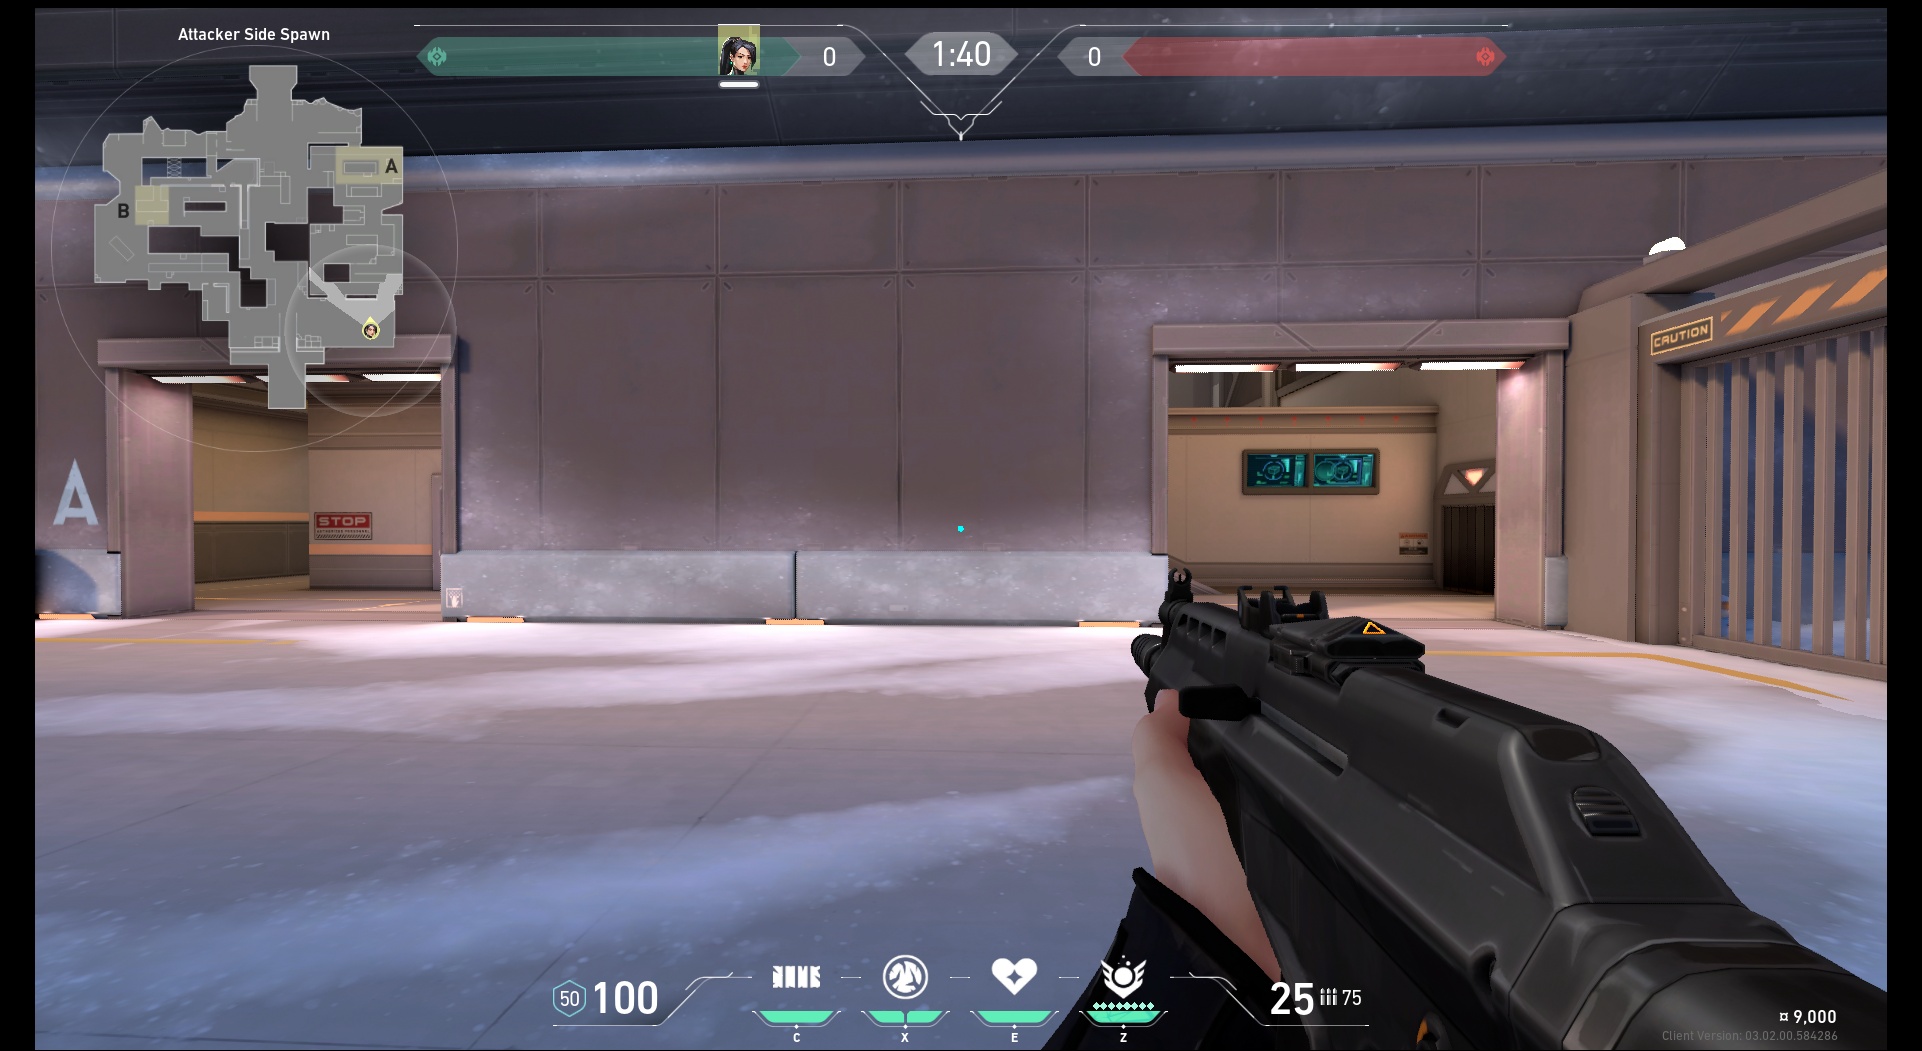 Attacker Side Spawn
0
1:40
0
A
B
CAUTION
A
STOP
50
100
25
75
C
X
E
Z
¤ 9,000
Client Version: 03.02.00.584286